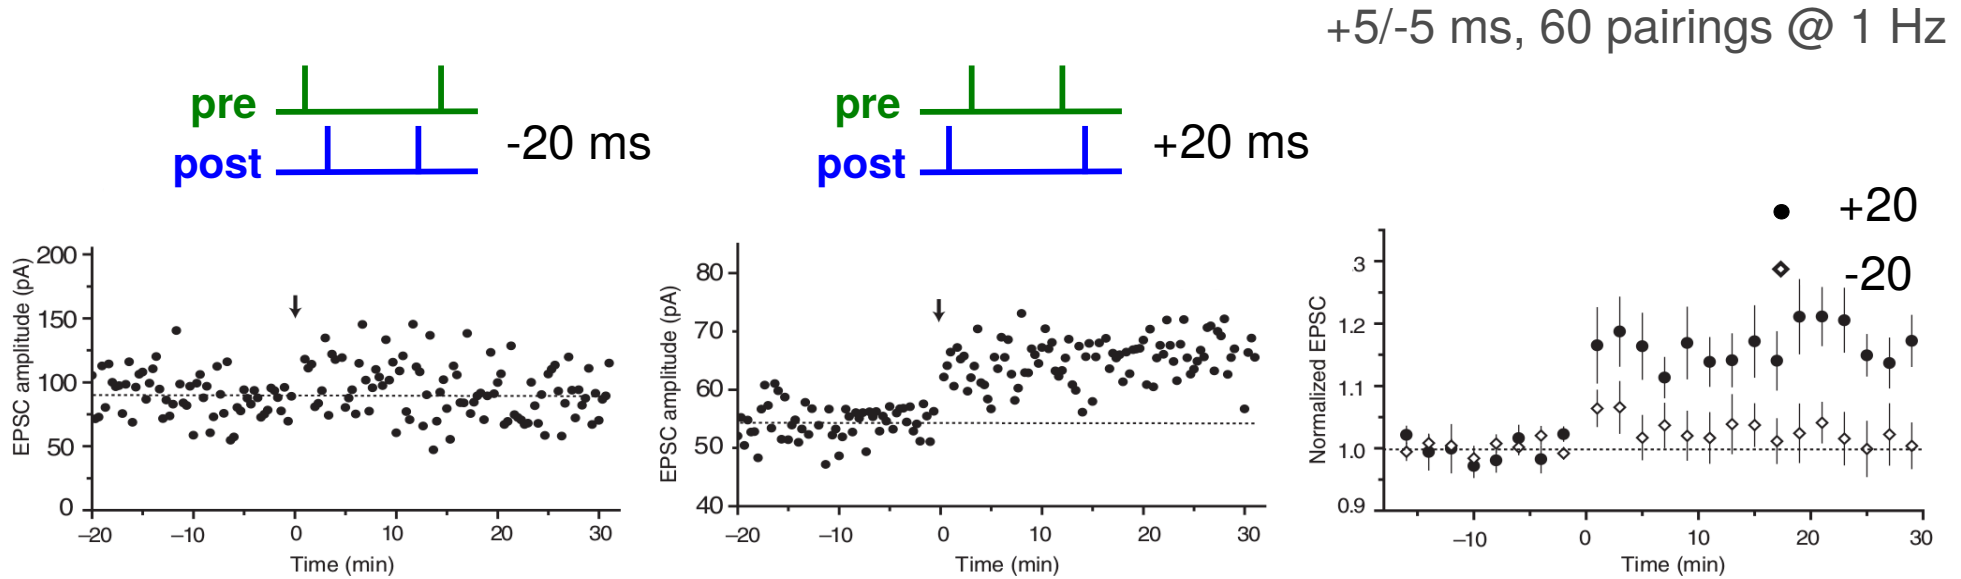 +5/-5 ms, 60 pairings @ 1 Hz
pre
post
-20 ms
pre
post
+20 ms
EPSC amplitude (pA)
200
150
100
50
0
−20
−10
0
10
20
30
Time (min)
EPSC amplitude (pA)
80
70
60
50
40
−20
−10
0
10
20
30
Time (min)
+20
-20
Normalized EPSC
3
1.2
1.1
1.0
0.9
−10
0
10
20
30
Time (min)